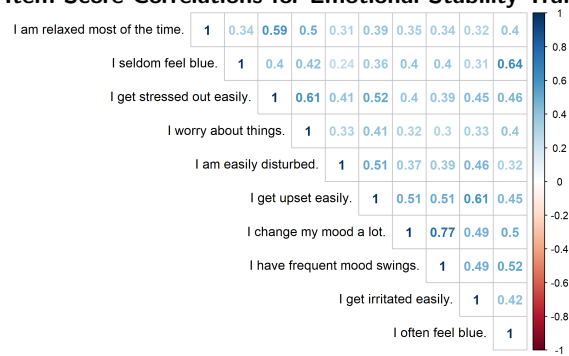 Item Score Correlations for Emotional Stability
I am relaxed most of the time. 1 0.34 0.59 0.5 0.31 0.39 0.35 0.34 0.32 0.4
I seldom feel blue. 1 0.4 0.42 0.24 0.36 0.4 0.4 0.31 0.64
I get stressed out easily. 1 0.61 0.41 0.52 0.4 0.39 0.45 0.46
I worry about things. 1 0.33 0.41 0.32 0.3 0.33 0.4
I am easily disturbed. 1 0.51 0.37 0.39 0.46 0.32
I get upset easily. 1 0.51 0.51 0.61 0.45
I change my mood a lot. 1 0.77 0.49 0.5
I have frequent mood swings. 1 0.49 0.52
I get irritated easily. 1 0.42
I often feel blue. 1
1
0.8
0.6
0.4
0.2
0
-0.2
-0.4
-0.6
-0.8
-1